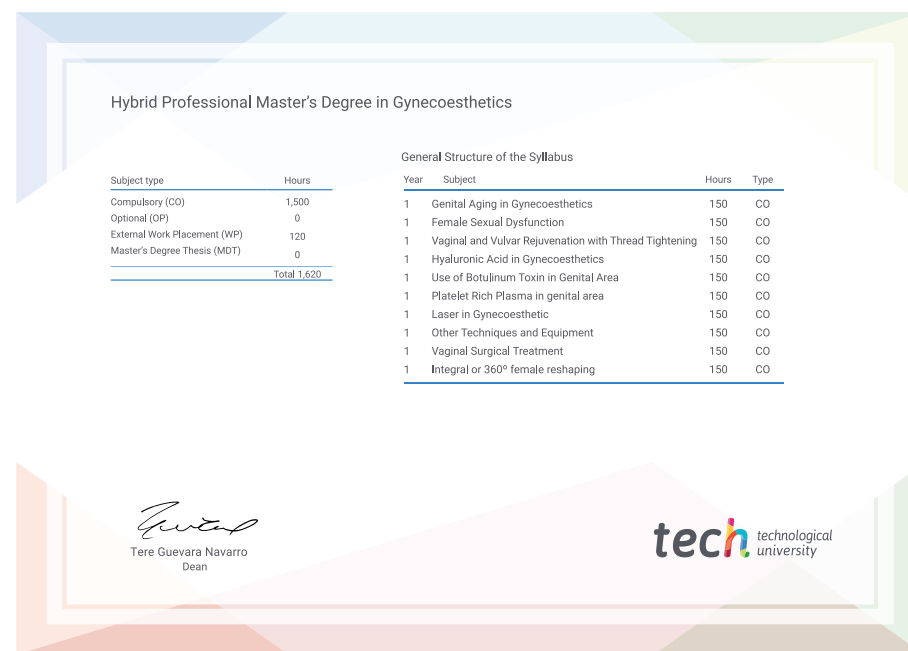 Hybrid Professional Master's Degree in Gynecoesthetics
Subject type Hours
Compulsory (CO) 1,500
Optional (OP) 0
External Work Placement (WP) 120
Master's Degree Thesis (MDT) 0
Total 1,620
General Structure of the Syllabus
Year Subject Hours Type
1 Genital Aging in Gynecoesthetics 150 CO
1 Female Sexual Dysfunction 150 CO
1 Vaginal and Vulvar Rejuvenation with Thread Tightening 150 CO
1 Hyaluronic Acid in Gynecoesthetics 150 CO
1 Use of Botulinum Toxin in Genital Area 150 CO
1 Platelet Rich Plasma in genital area 150 CO
1 Laser in Gynecoesthetic 150 CO
1 Other Techniques and Equipment 150 CO
1 Vaginal Surgical Treatment 150 CO
1 Integral or 360º female reshaping 150 CO
Tere Guevara Navarro
Dean
tech technological
university